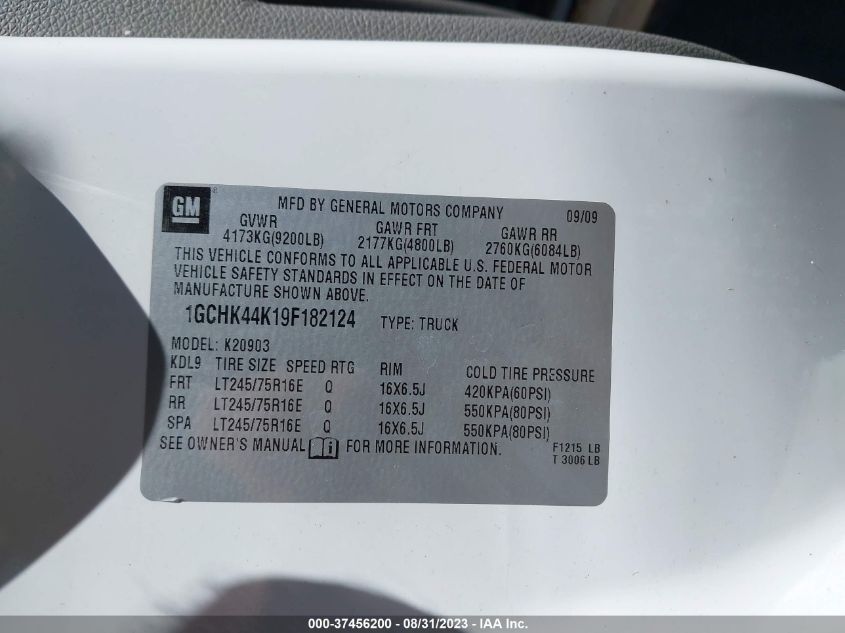 GM
MFD BY GENERAL MOTORS COMPANY 09/09
GVWR GAWR FRT GAWR RR
4173KG(9200LB) 2177KG(4800LB) 2760KG(6084LB)
THIS VEHICLE CONFORMS TO ALL APPLICABLE U.S. FEDERAL MOTOR
VEHICLE SAFETY STANDARDS IN EFFECT ON THE DATE OF
MANUFACTURE SHOWN ABOVE.
1GCHK44K19F182124 TYPE: TRUCK
MODEL: K20903
KDL9 TIRE SIZE SPEED RTG RIM COLD TIRE PRESSURE
FRT LT245/75R16E Q 16X6.5J 420KPA(60PSI)
RR LT245/75R16E Q 16X6.5J 550KPA(80PSI)
SPA LT245/75R16E Q 16X6.5J 550KPA(80PSI)
SEE OWNER'S MANUAL FOR MORE INFORMATION.
F1215 LB
T 3006 LB
000-37456200 - 08/31/2023 - IAA Inc.